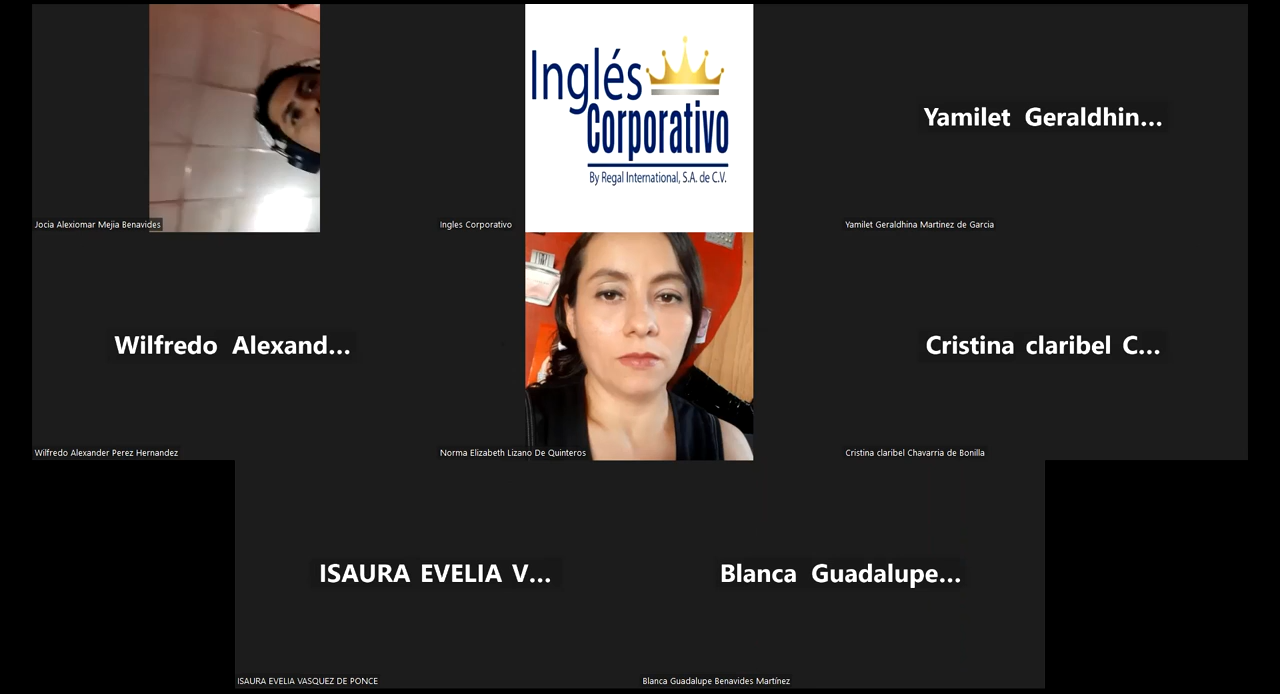 Inglés
Corporativo
By Regal International, S.A. de C.V.
Yamilet Geraldhin...
Jocia Alexiomar Mejia Benavides
Ingles Corporativo
Yamilet Geraldhina Martinez de Garcia
Wilfredo Alexand...
Cristina claribel C...
Wilfredo Alexander Perez Hernandez
Norma Elizabeth Lizano De Quinteros
Cristina claribel Chavarria de Bonilla
ISAURA EVELIA V...
Blanca Guadalupe...
ISAURA EVELIA VASQUEZ DE PONCE
Blanca Guadalupe Benavides Martínez